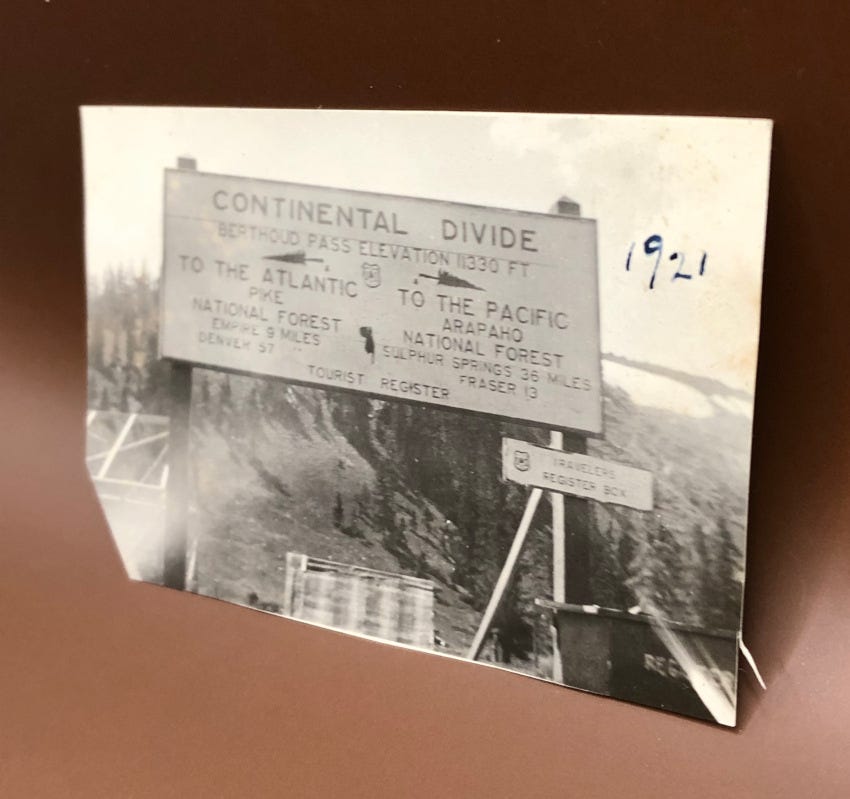 CONTINENTAL DIVIDE
BERTHOUD PASS ELEVATION 11330 FT
TO THE ATLANTIC
PIKE
NATIONAL FOREST
EMPIRE 9 MILES
DENVER 57 "
TO THE PACIFIC
ARAPAHO
NATIONAL FOREST
SULPHUR SPRINGS 36 MILES
FRASER 13
TOURIST REGISTER
1921
TRAVELERS
REGISTER BOX